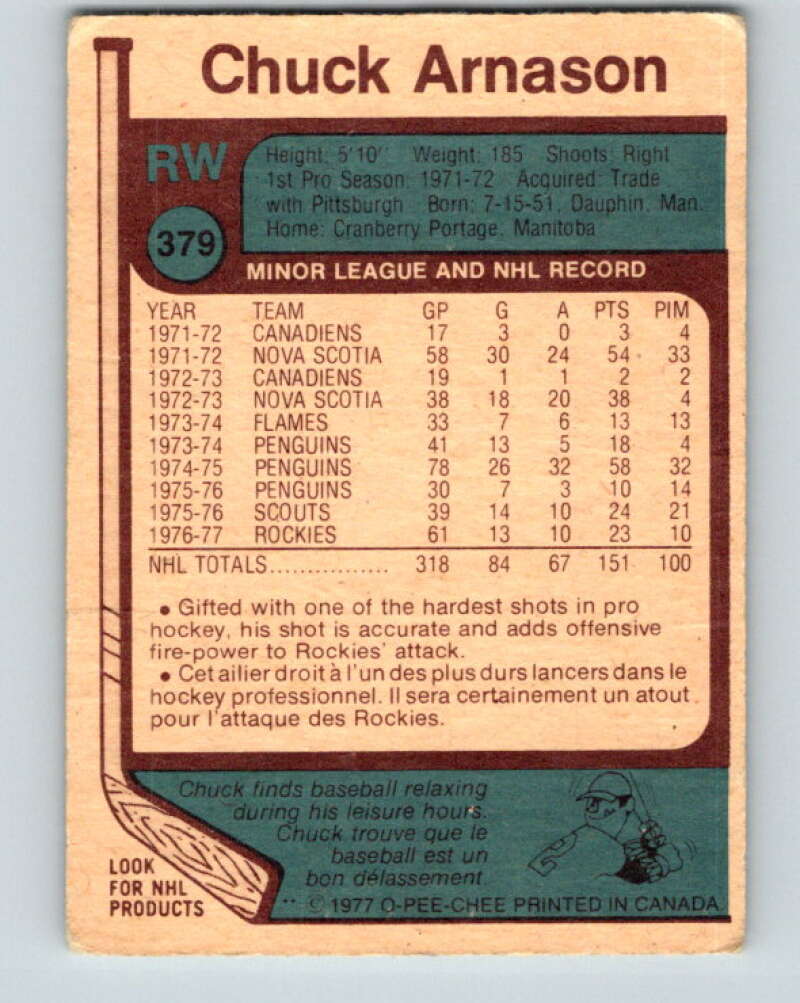 Chuck Arnason
RW
Height: 5'10" Weight: 185 Shoots: Right
1st Pro Season: 1971-72 Acquired: Trade
with Pittsburgh Born: 7-15-51, Dauphin, Man.
Home: Cranberry Portage, Manitoba
379
MINOR LEAGUE AND NHL RECORD
YEAR TEAM GP G A PTS PIM
1971-72 CANADIENS 17 3 0 3 4
1971-72 NOVA SCOTIA 58 30 24 54 33
1972-73 CANADIENS 19 1 1 2 2
1972-73 NOVA SCOTIA 38 18 20 38 4
1973-74 FLAMES 33 7 6 13 13
1973-74 PENGUINS 41 13 5 18 4
1974-75 PENGUINS 78 26 32 58 32
1975-76 PENGUINS 30 7 3 10 14
1975-76 SCOUTS 39 14 10 24 21
1976-77 ROCKIES 61 13 10 23 10
NHL TOTALS................ 318 84 67 151 100
• Gifted with one of the hardest shots in pro
hockey, his shot is accurate and adds offensive
fire-power to Rockies' attack.
• Cet ailier droit à l'un des plus durs lancers dans le
hockey professionnel. Il sera certainement un atout
pour l'attaque des Rockies.
Chuck finds baseball relaxing
during his leisure hours.
Chuck trouve que le
baseball est un
bon délassement.
LOOK
FOR NHL
PRODUCTS
** © 1977 O-PEE-CHEE PRINTED IN CANADA